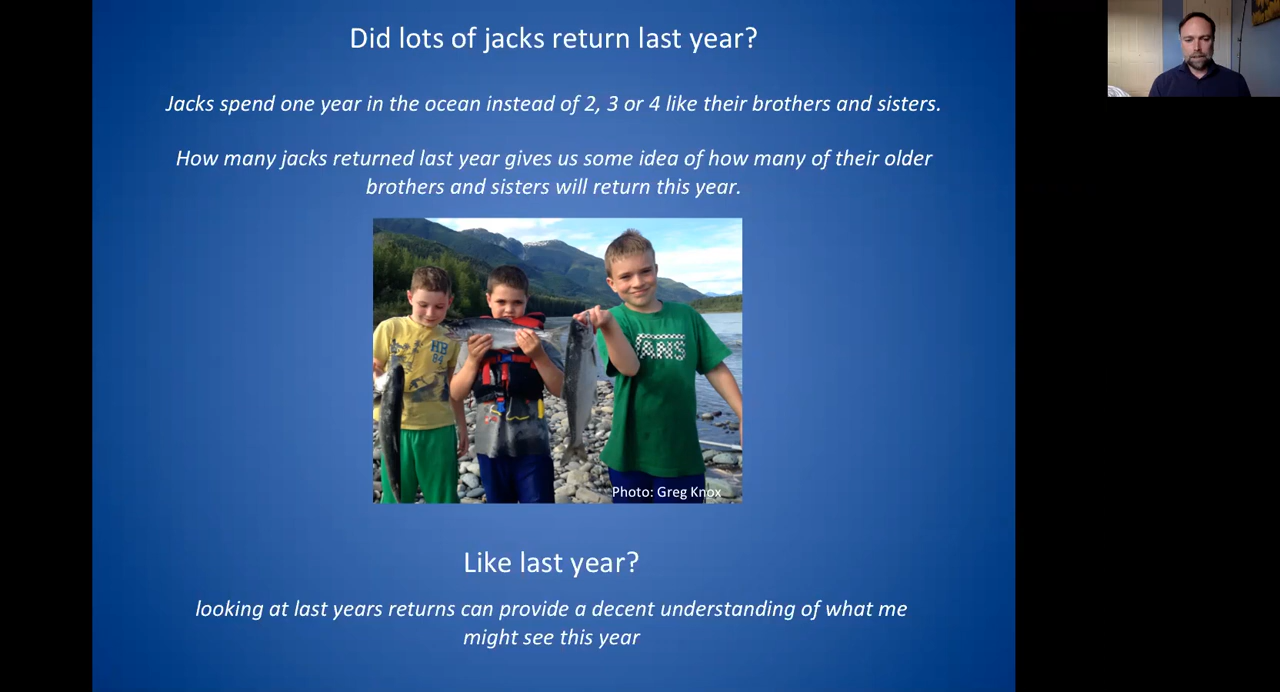 Did lots of jacks return last year?
Jacks spend one year in the ocean instead of 2, 3 or 4 like their brothers and sisters.
How many jacks returned last year gives us some idea of how many of their older
brothers and sisters will return this year.
HB
84
VANS
Photo: Greg Knox
Like last year?
looking at last years returns can provide a decent understanding of what me
might see this year